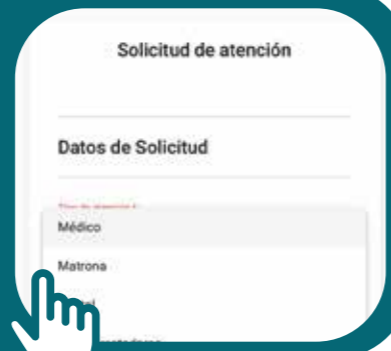 Solicitud de atención
Datos de Solicitud
Médico
Matrona